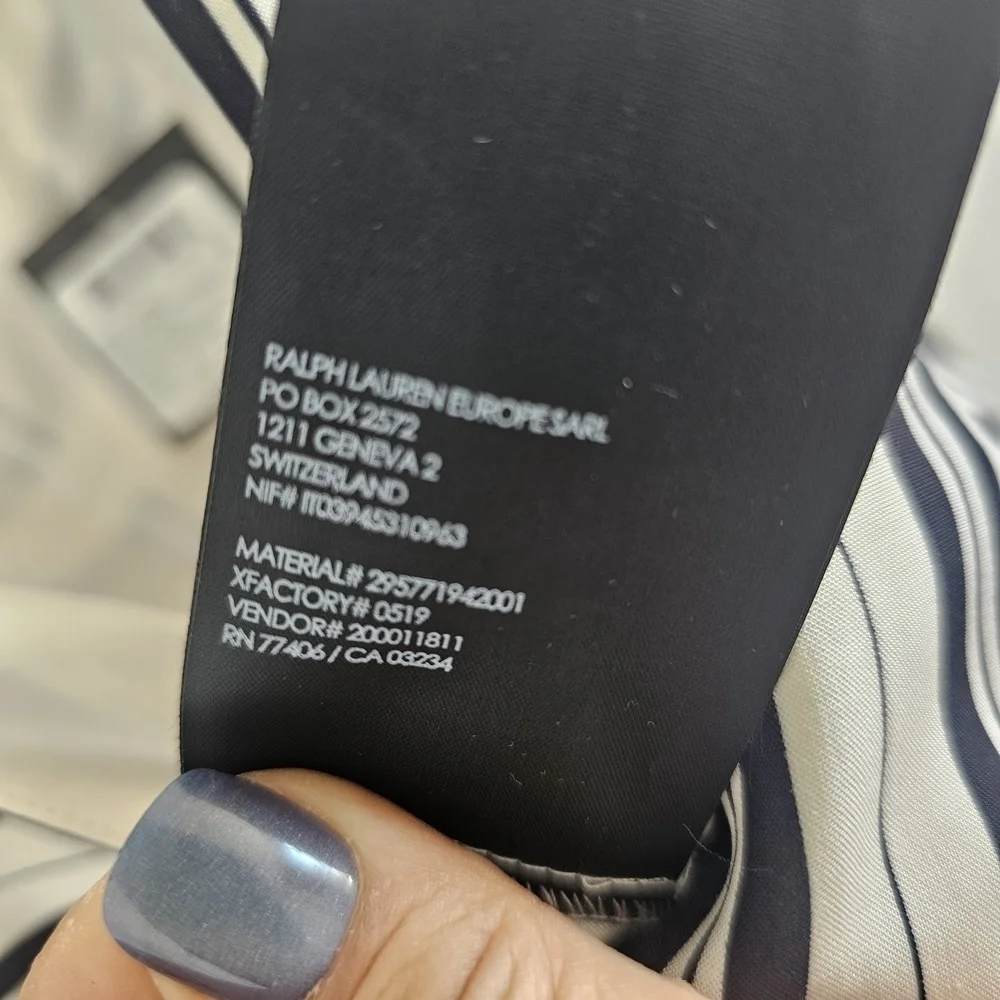 RALPH LAUREN EUROPE SARL
PO BOX 2572
1211 GENEVA 2
SWITZERLAND
NIF# IT03945310963
MATERIAL# 295771942001
XFACTORY# 0519
VENDOR# 200011811
RN 77406 / CA 03234